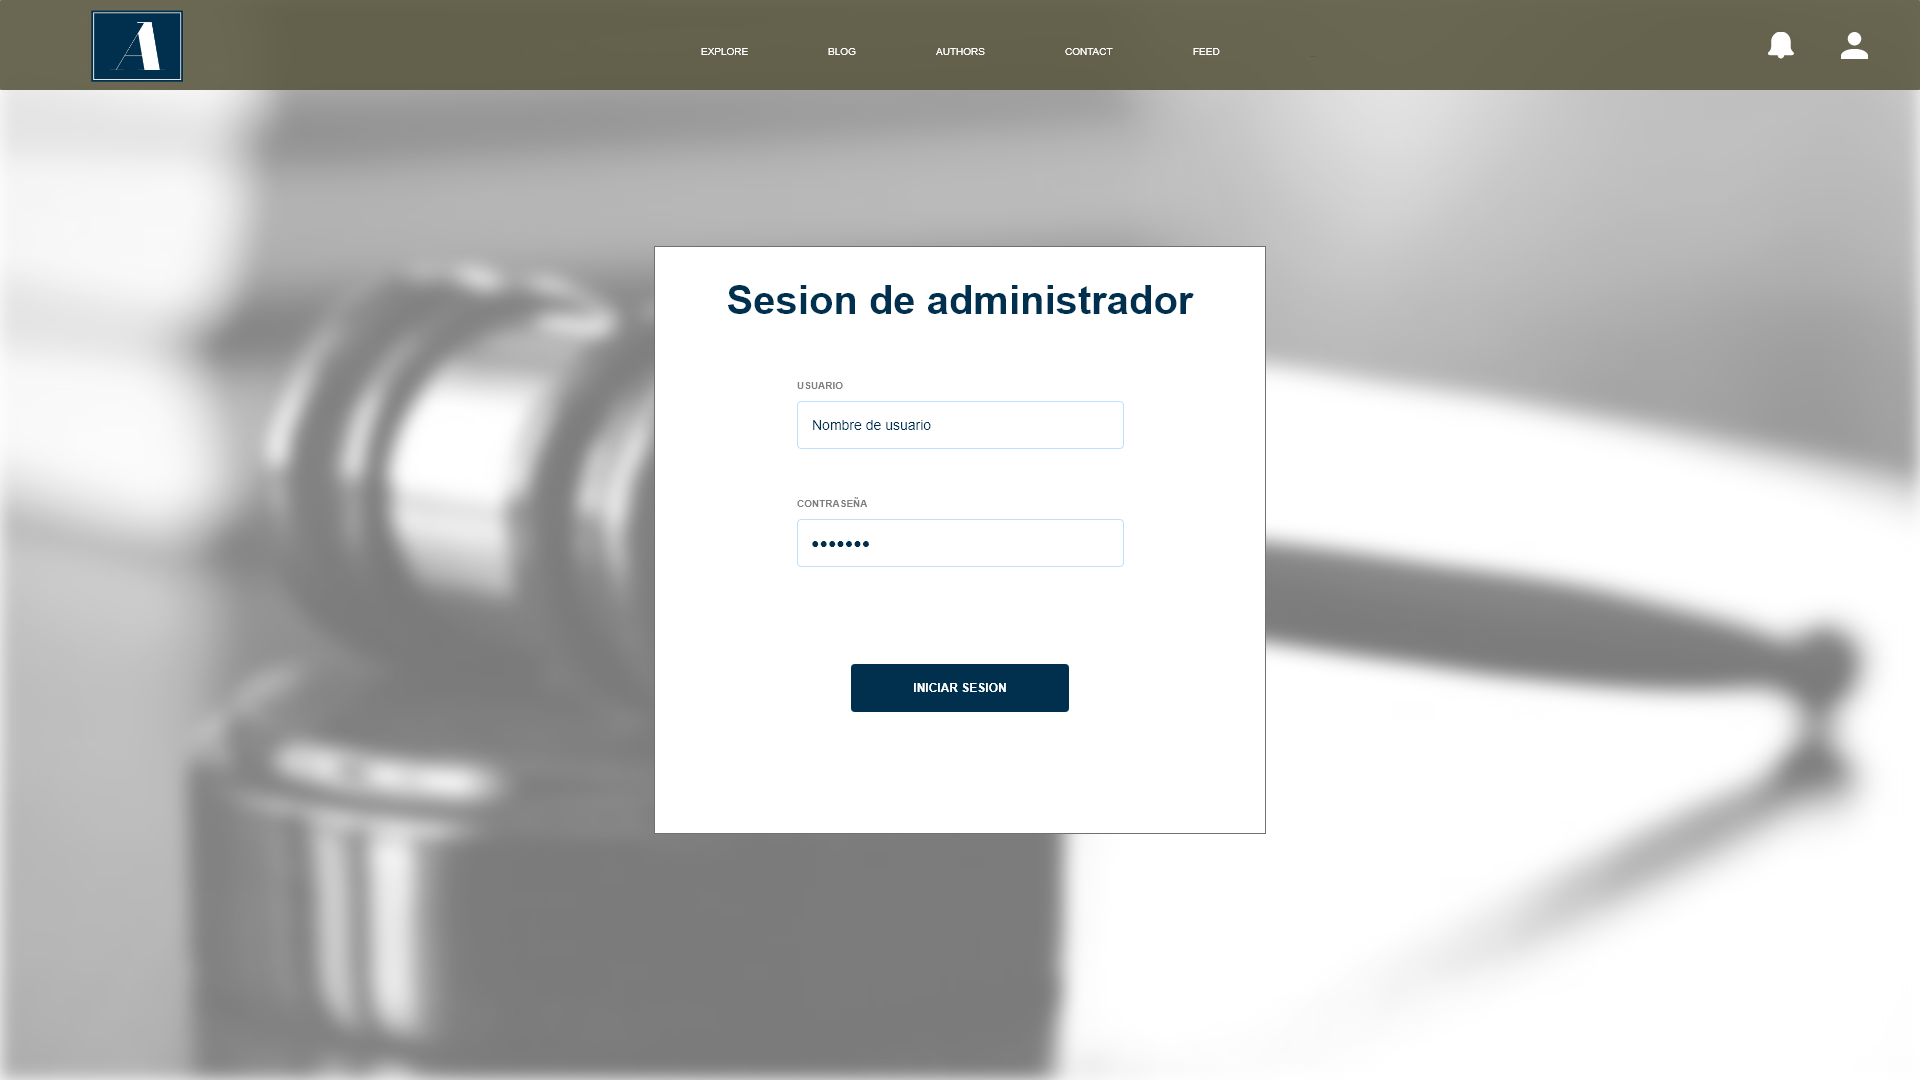 A
EXPLORE BLOG AUTHORS CONTACT FEED
Sesion de administrador
USUARIO
Nombre de usuario
CONTRASEÑA
•••••••
INICIAR SESION